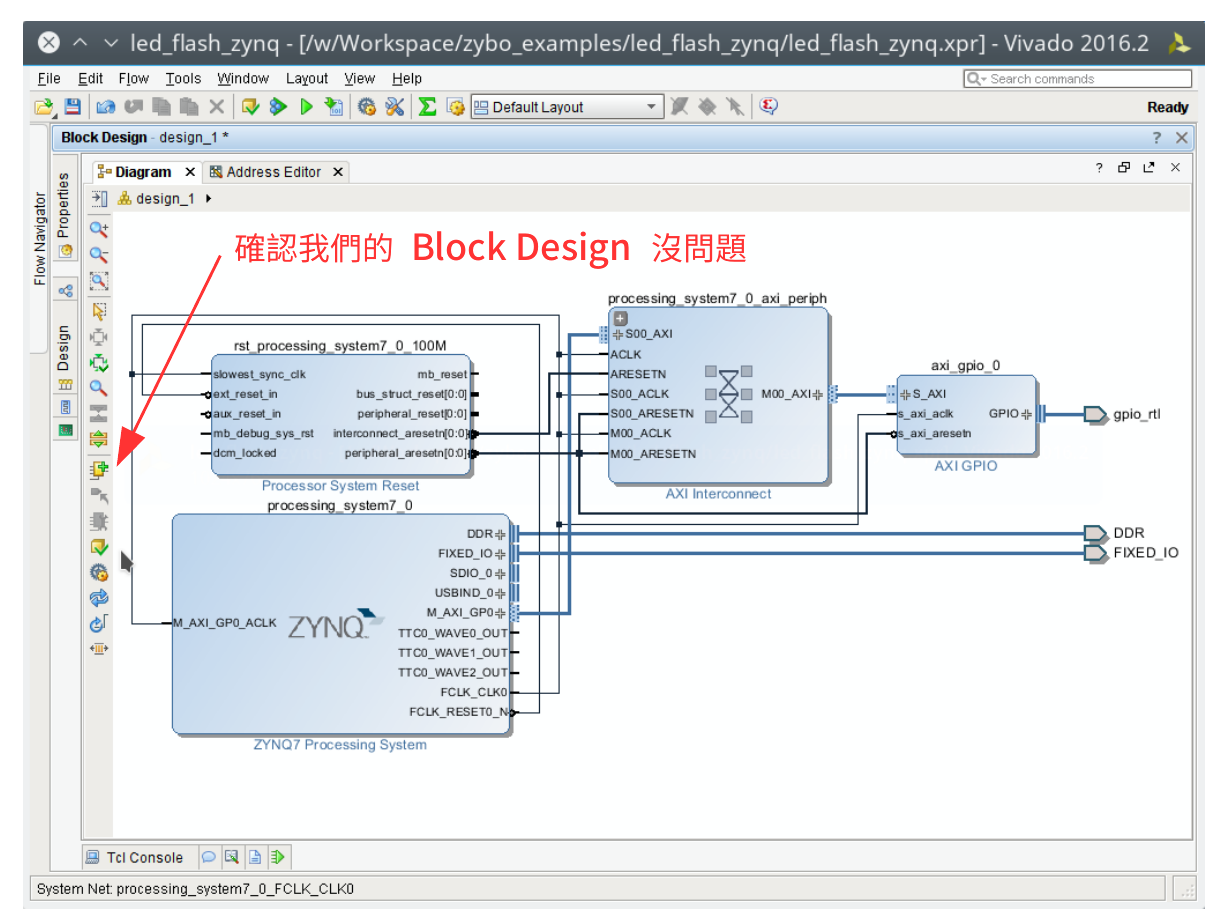 led_flash_zynq - [/w/Workspace/zybo_examples/led_flash_zynq/led_flash_zynq.xpr] - Vivado 2016.2
File Edit Flow Tools Window Layout View Help
Search commands
Default Layout
Ready
Block Design - design_1 *
Diagram
Address Editor
design_1
Flow Navigator
Properties
Design
確認我們的 Block Design 沒問題
rst_processing_system7_0_100M
slowest_sync_clk
ext_reset_in
aux_reset_in
mb_debug_sys_rst
dcm_locked
mb_reset
bus_struct_reset[0:0]
peripheral_reset[0:0]
interconnect_aresetn[0:0]
peripheral_aresetn[0:0]
Processor System Reset
processing_system7_0_axi_periph
S00_AXI
ACLK
ARESETN
S00_ACLK
S00_ARESETN
M00_ACLK
M00_ARESETN
M00_AXI
AXI Interconnect
axi_gpio_0
S_AXI
s_axi_aclk
s_axi_aresetn
GPIO
AXI GPIO
gpio_rtl
processing_system7_0
M_AXI_GP0_ACLK
ZYNQ
DDR
FIXED_IO
SDIO_0
USBIND_0
M_AXI_GP0
TTC0_WAVE0_OUT
TTC0_WAVE1_OUT
TTC0_WAVE2_OUT
FCLK_CLK0
FCLK_RESET0_N
ZYNQ7 Processing System
DDR
FIXED_IO
Tcl Console
System Net: processing_system7_0_FCLK_CLK0